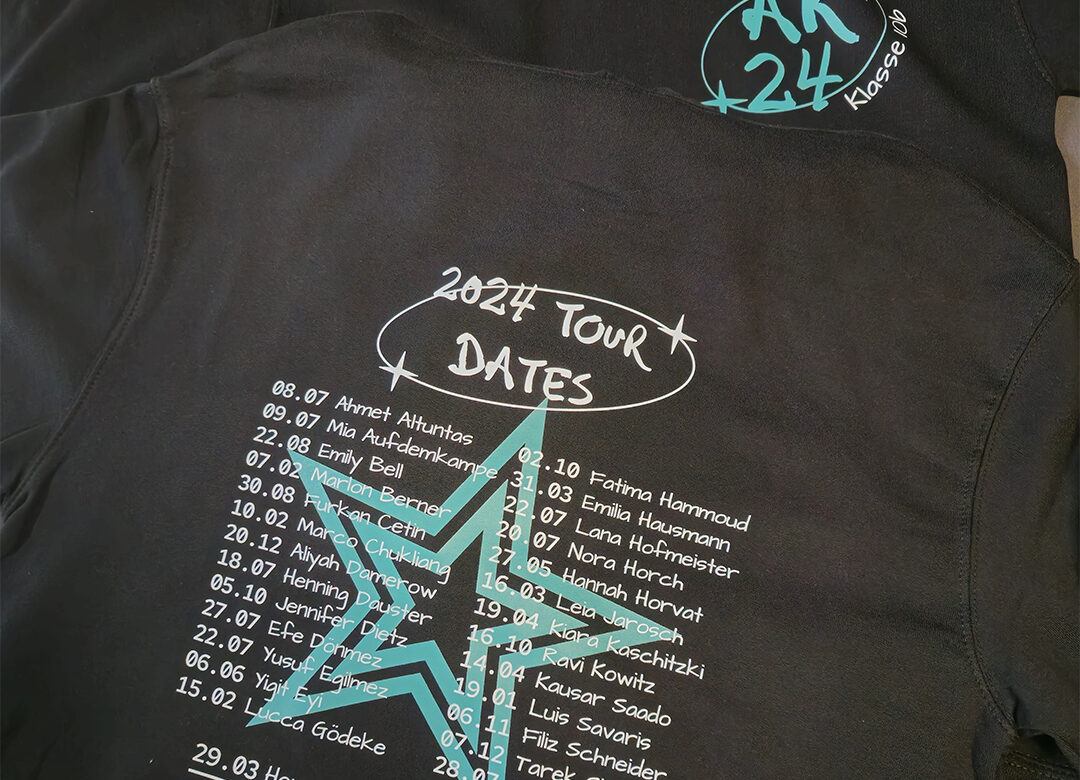 AK
24
Klasse 10b
2024 TOUR
DATES
08.07 Ahmet Altuntas
09.07 Mia Aufdemkampe
22.08 Emily Bell
07.02 Marlon Berner
30.08 Furkan Cetin
10.02 Marco Chukliang
20.12 Aliyah Damerow
18.07 Henning Dauster
05.10 Jennifer Dietz
27.07 Efe Dönmez
22.07 Yusuf Egilmez
06.06 Yigit Eyi
15.02 Lucca Gödeke
29.03
02.10 Fatima Hammoud
31.03 Emilia Hausmann
22.07 Lana Hofmeister
20.07 Nora Horch
27.05 Hannah Horvat
16.03 Leia Jarosch
19.04 Kiara Kaschitzki
16.10 Ravi Kowitz
14.04 Kausar Saado
19.01 Luis Savaris
06.11 Filiz Schneider
07.12 Tarek
28.07